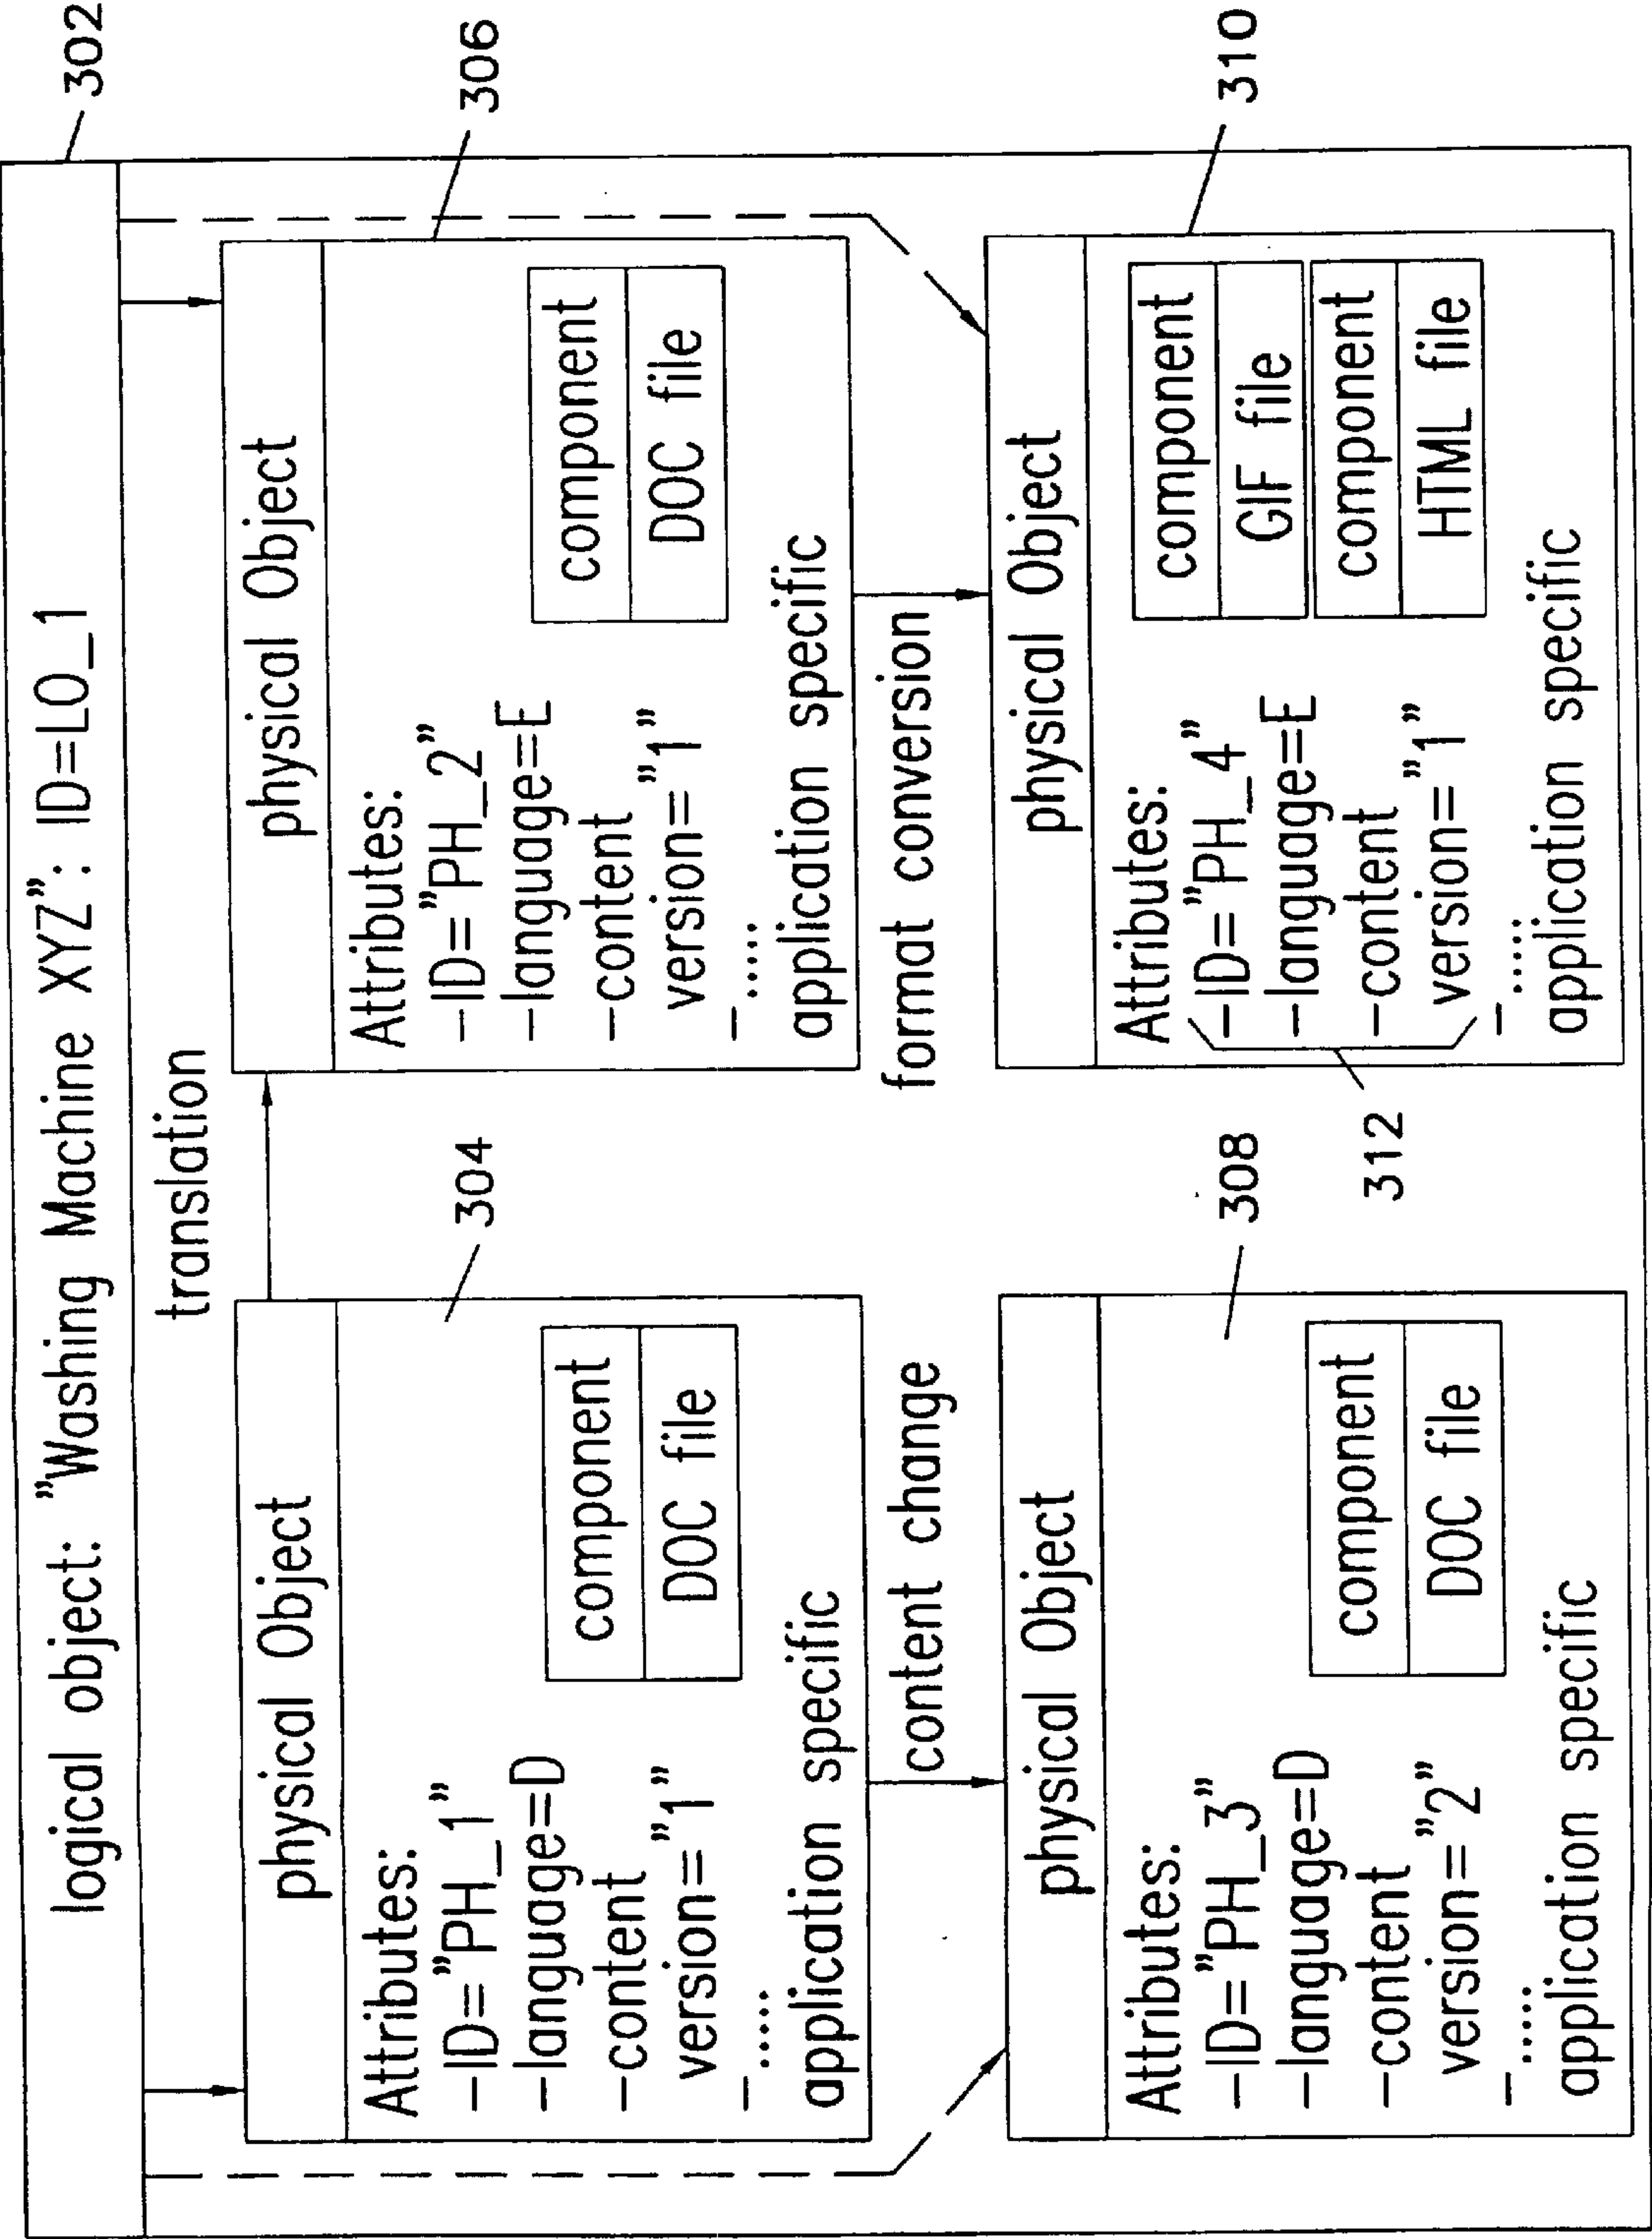 302
logical object: "Washing Machine XYZ": ID=LO_1
translation
304
physical Object
Attributes:
-ID="PH_1"
-language=D
-content
version="1"
-.....
application specific
component
DOC file
306
physical Object
Attributes:
-ID="PH_2"
-language=E
-content
version="1"
-.....
application specific
component
DOC file
content change
format conversion
308
physical Object
Attributes:
-ID="PH_3"
-language=D
-content
version="2"
-.....
application specific
component
DOC file
310
physical Object
Attributes:
-ID="PH_4"
-language=E
-content
version="1"
-.....
application specific
312
component
GIF file
component
HTML file